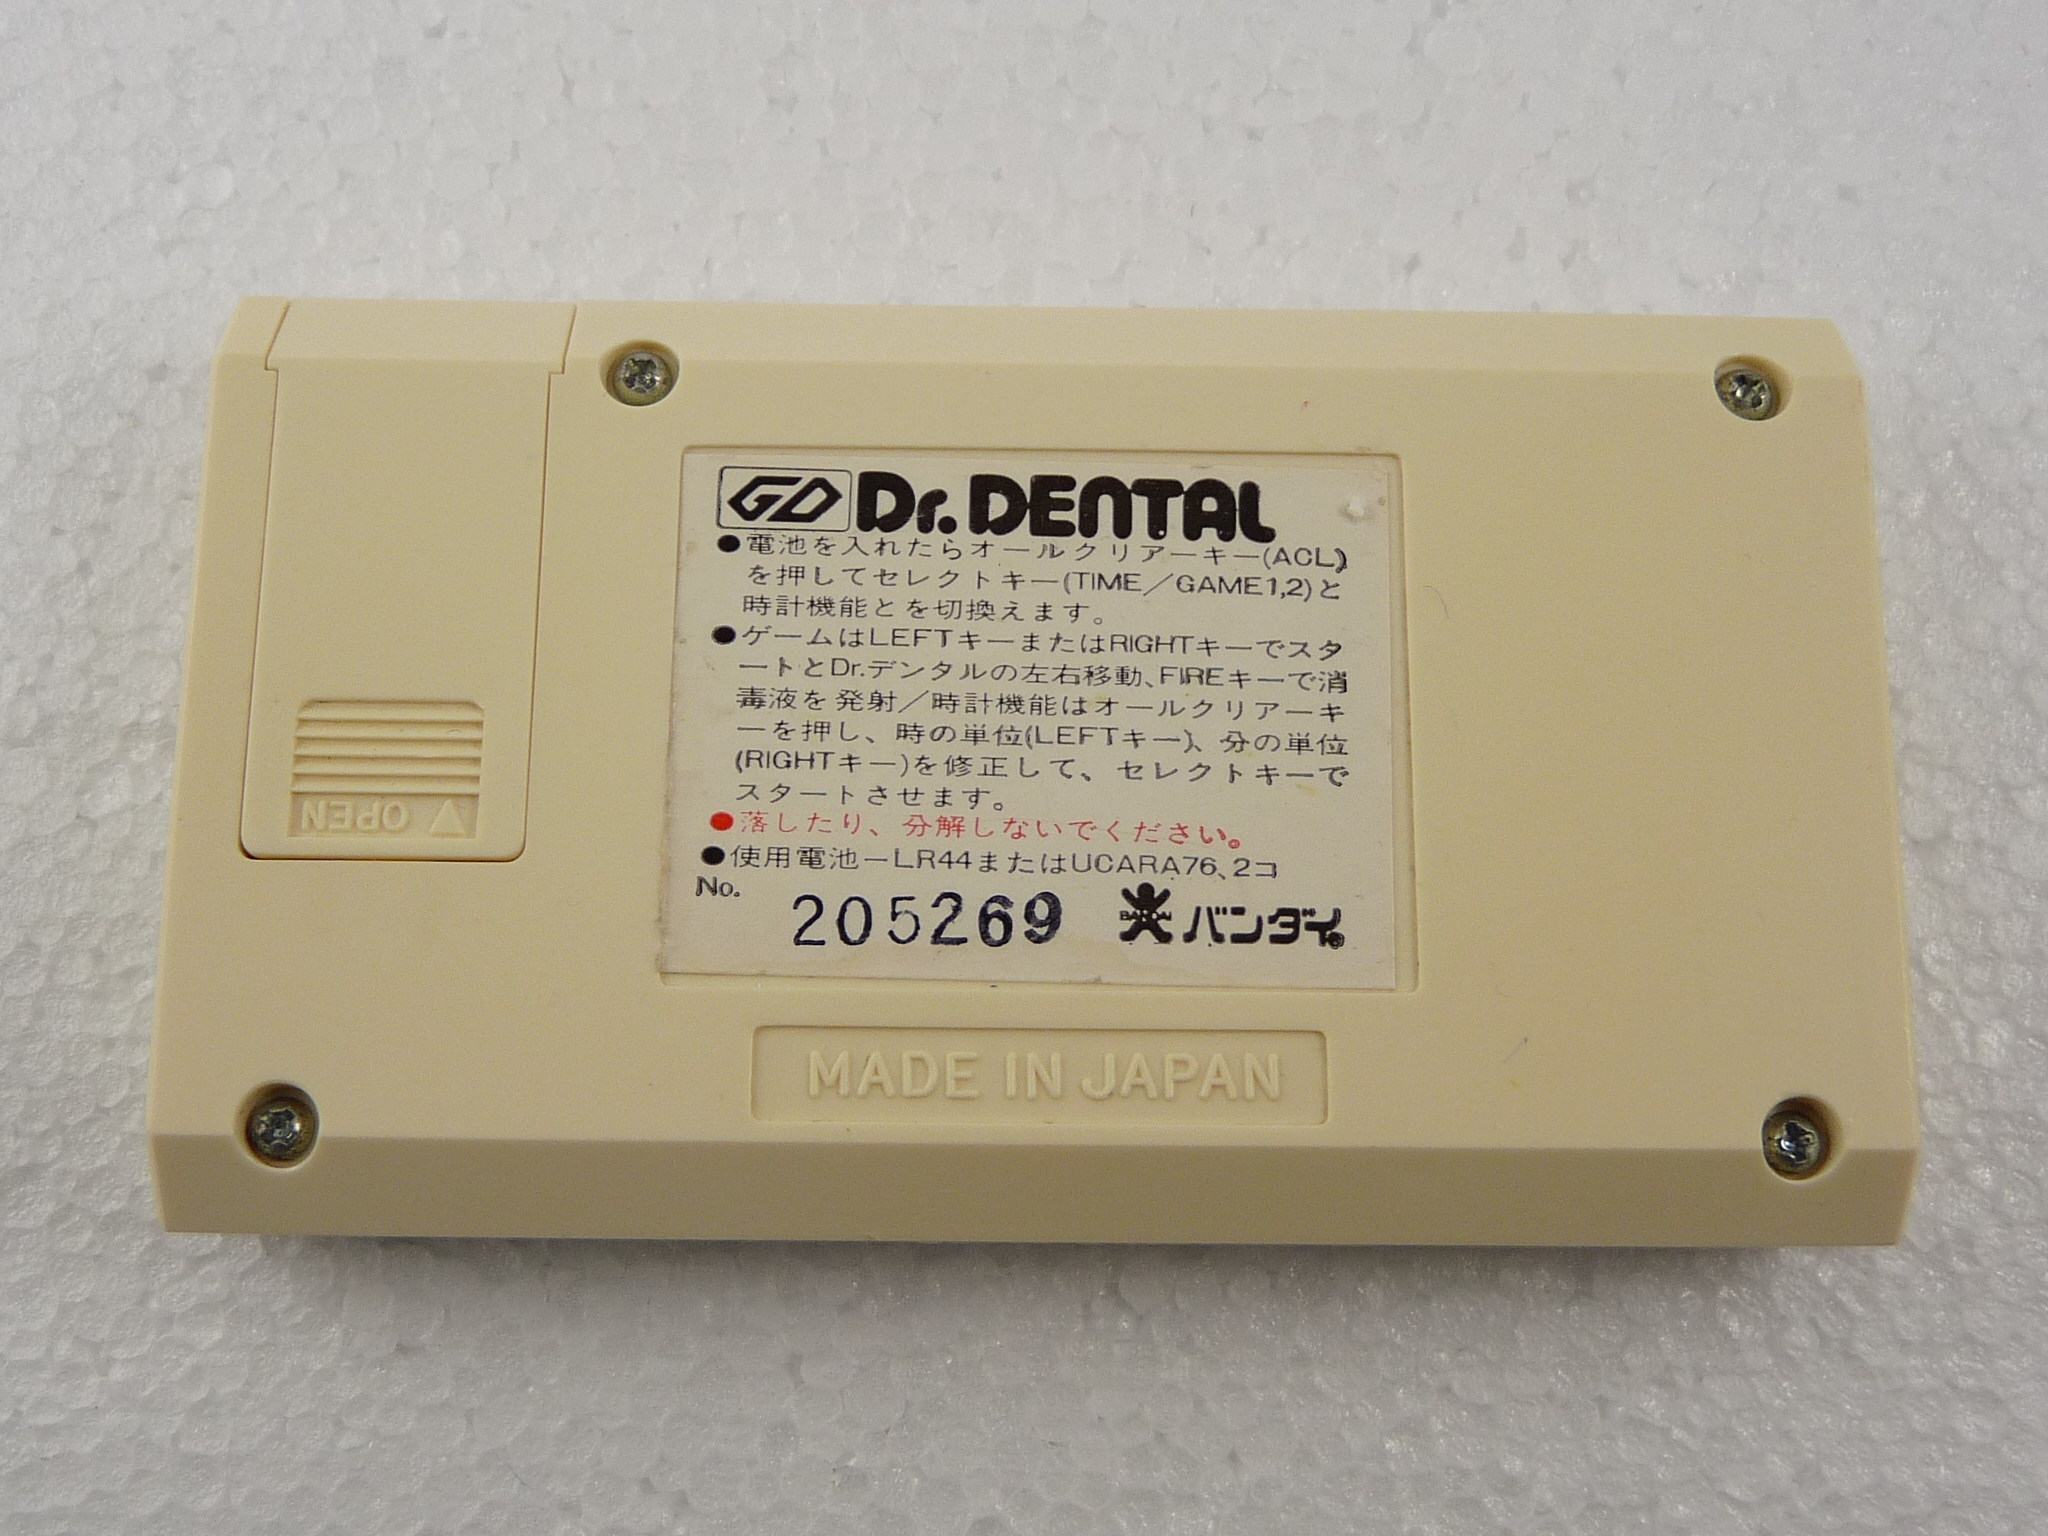 GD Dr.DENTAL
●電池を入れたらオールクリアーキー(ACL)
を押してセレクトキー(TIME／GAME1,2)と
時計機能とを切換えます。
●ゲームはLEFTキーまたはRIGHTキーでスタ
ートとDr.デンタルの左右移動、FIREキーで消
毒液を発射／時計機能はオールクリアーキ
ーを押し、時の単位(LEFTキー)、分の単位
(RIGHTキー)を修正して、セレクトキーで
スタートさせます。
●落したり、分解しないでください。
●使用電池－LR44またはUCARA76、2コ
No. 205269 BANDAI バンダイ®
OPEN
MADE IN JAPAN